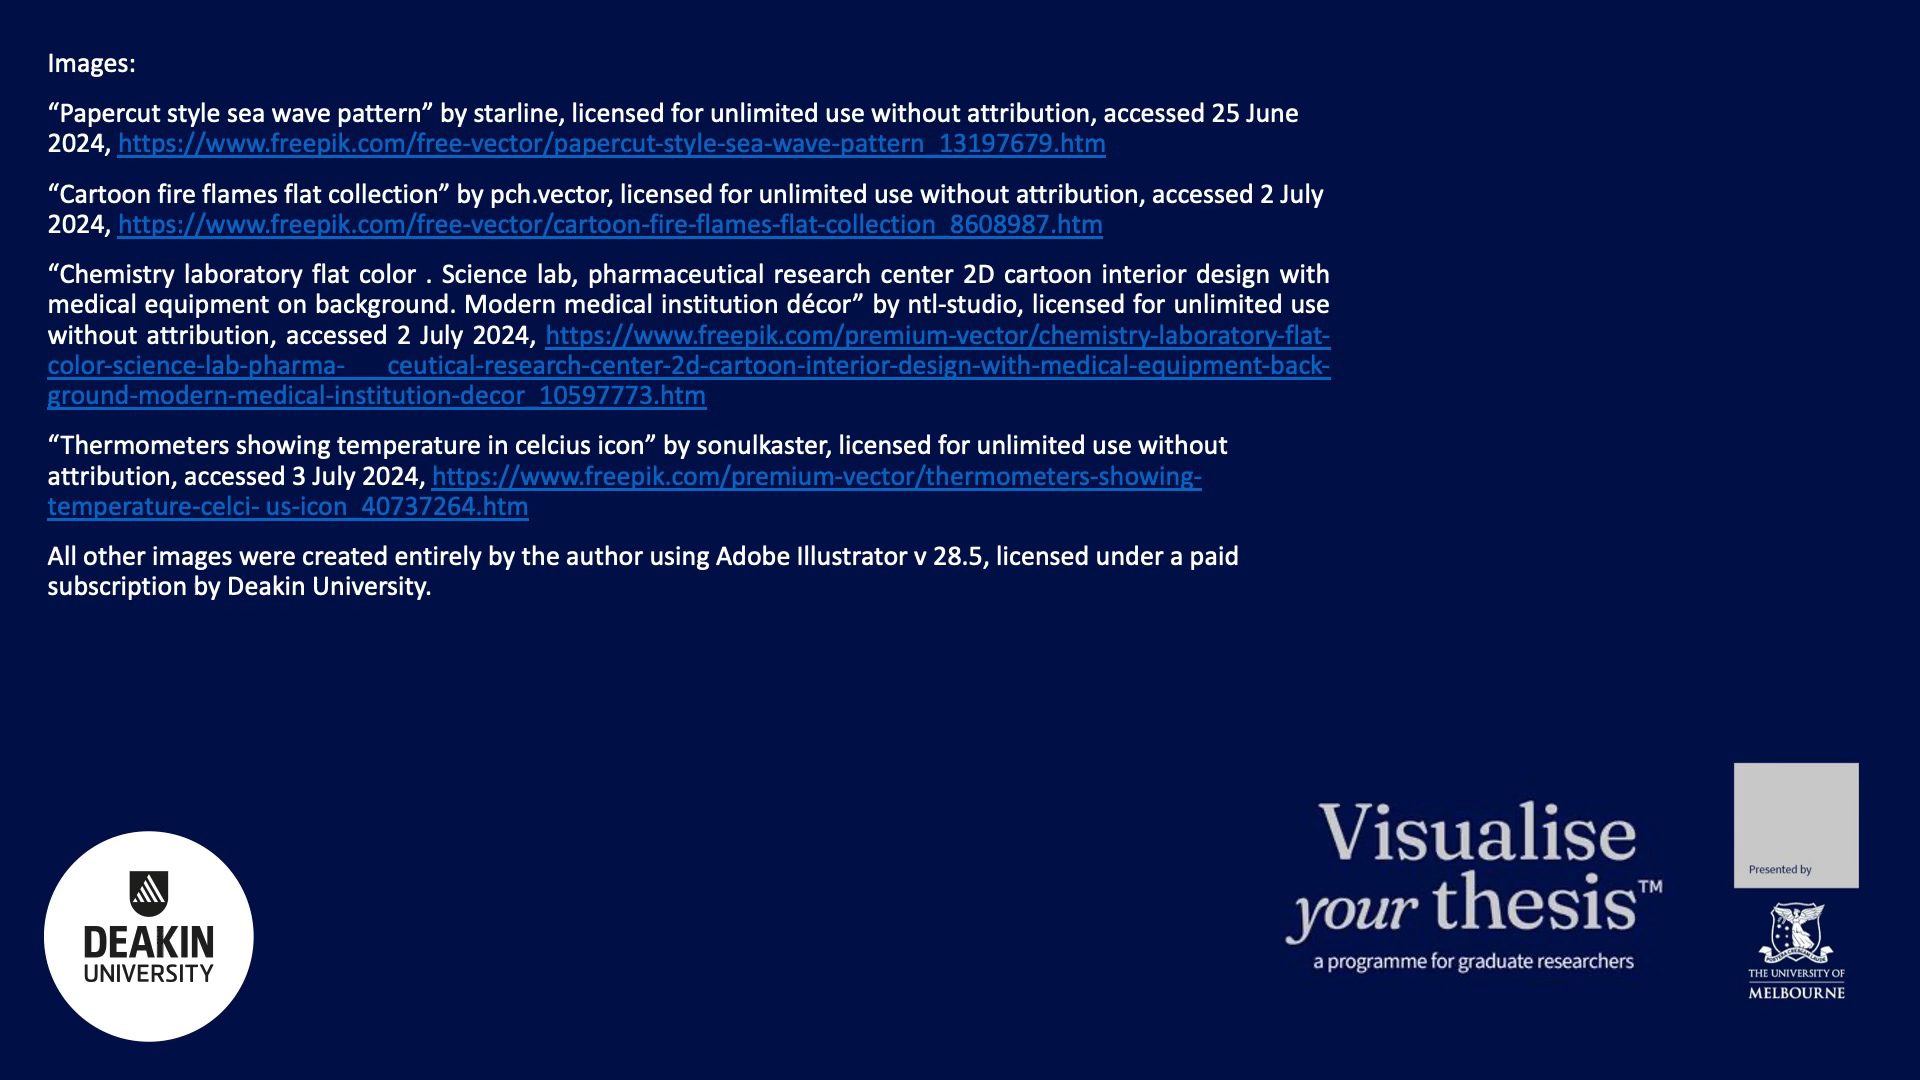 Images:
“Papercut style sea wave pattern” by starline, licensed for unlimited use without attribution, accessed 25 June
2024, https://www.freepik.com/free-vector/papercut-style-sea-wave-pattern_13197679.htm
“Cartoon fire flames flat collection” by pch.vector, licensed for unlimited use without attribution, accessed 2 July
2024, https://www.freepik.com/free-vector/cartoon-fire-flames-flat-collection_8608987.htm
“Chemistry laboratory flat color . Science lab, pharmaceutical research center 2D cartoon interior design with
medical equipment on background. Modern medical institution décor” by ntl-studio, licensed for unlimited use
without attribution, accessed 2 July 2024, https://www.freepik.com/premium-vector/chemistry-laboratory-flat-
color-science-lab-pharma- ceutical-research-center-2d-cartoon-interior-design-with-medical-equipment-back-
ground-modern-medical-institution-decor_10597773.htm
“Thermometers showing temperature in celcius icon” by sonulkaster, licensed for unlimited use without
attribution, accessed 3 July 2024, https://www.freepik.com/premium-vector/thermometers-showing-
temperature-celci- us-icon_40737264.htm
All other images were created entirely by the author using Adobe Illustrator v 28.5, licensed under a paid
subscription by Deakin University.
DEAKIN
UNIVERSITY
Visualise
your thesis™
a programme for graduate researchers
Presented by
THE UNIVERSITY OF
MELBOURNE